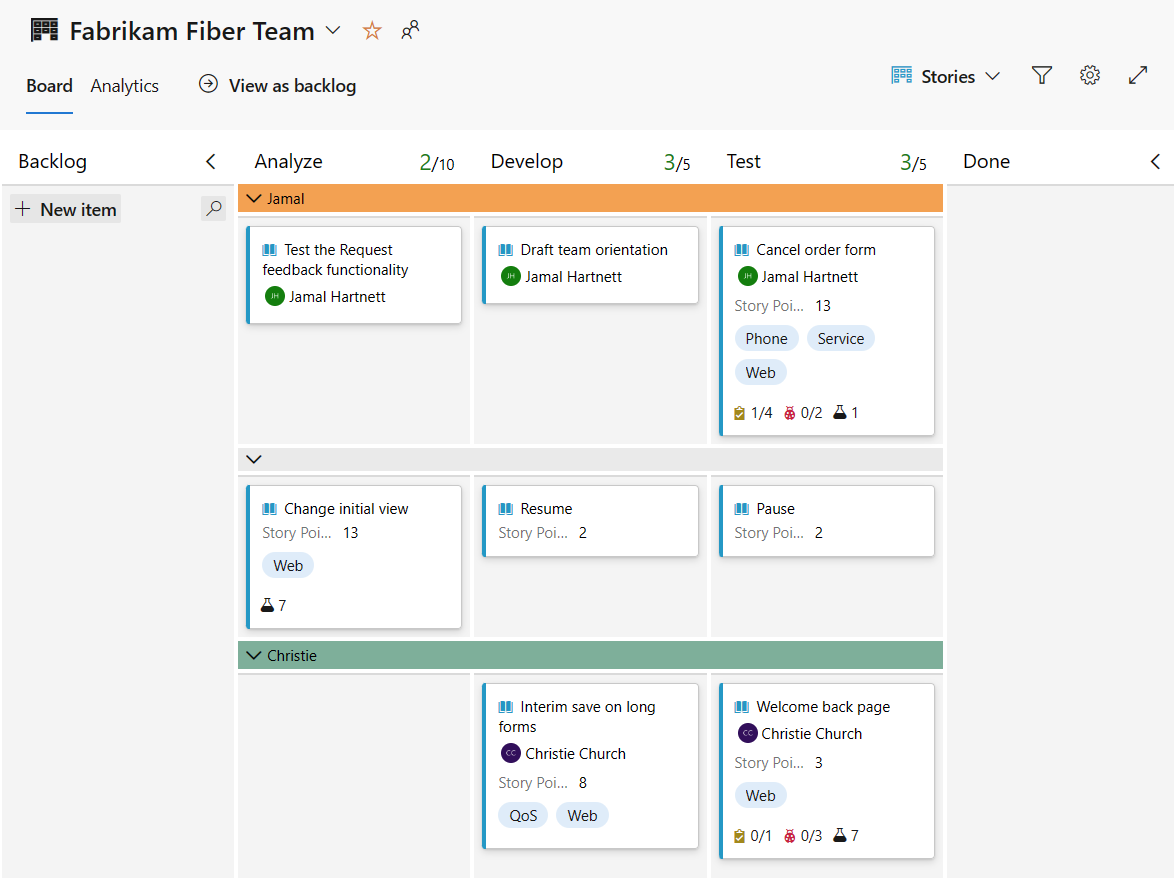 Fabrikam Fiber Team
Board Analytics View as backlog
Stories
Backlog
Analyze 2/10
Develop 3/5
Test 3/5
Done
+ New item
Jamal
Test the Request
feedback functionality
JH Jamal Hartnett
Draft team orientation
JH Jamal Hartnett
Cancel order form
JH Jamal Hartnett
Story Poi... 13
Phone Service
Web
1/4 0/2 1
Change initial view
Story Poi... 13
Web
7
Resume
Story Poi... 2
Pause
Story Poi... 2
Christie
Interim save on long
forms
CC Christie Church
Story Poi... 8
QoS Web
Welcome back page
CC Christie Church
Story Poi... 3
Web
0/1 0/3 7